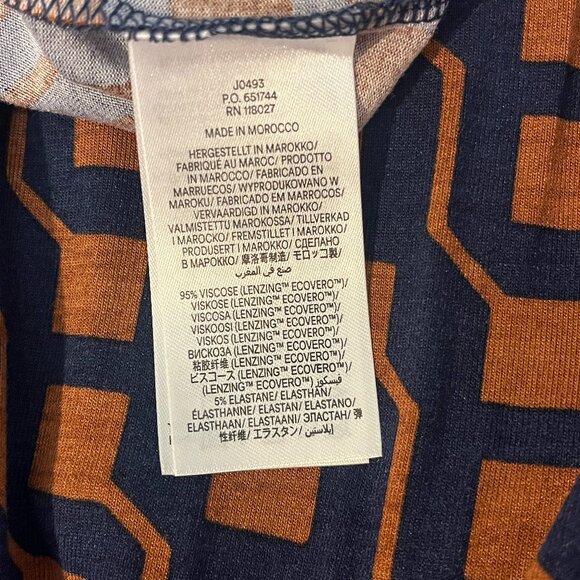 J0493
P.O. 651744
RN 118027
MADE IN MOROCCO
HERGESTELLT IN MAROKKO/
FABRIQUÉ AU MAROC/ PRODOTTO
IN MAROCCO/ FABRICADO EN
MARRUECOS/ WYPRODUKOWANO W
MAROKU/ FABRICADO EM MARROCOS/
VERVAARDIGD IN MAROKKO/
VALMISTETTU MAROKOSSA/ TILLVERKAD
I MAROCKO/ FREMSTILLET I MAROKKO/
PRODUSERT I MAROKKO/ СДЕЛАНО
В МАРОККО/ 摩洛哥制造/ モロッコ製/
صنع في المغرب
95% VISCOSE (LENZING™ ECOVERO™)/
VISKOSE (LENZING™ ECOVERO™)/
VISCOSA (LENZING™ ECOVERO™)/
VISKOOSI (LENZING™ ECOVERO™)/
VISKOS (LENZING™ ECOVERO™)/
ВИСКОЗА (LENZING™ ECOVERO™)/
粘胶纤维 (LENZING™ ECOVERO™)/
ビスコース (LENZING™ ECOVERO™)/
(LENZING™ ECOVERO™) فيسكوز/
5% ELASTANE/ ELASTHAN/
ÉLASTHANNE/ ELASTAN/ ELASTANO/
ELASTHAAN/ ELASTAANI/ ЭЛАСТАН/ 弹
性纤维/ エラスタン/ إيلاستين